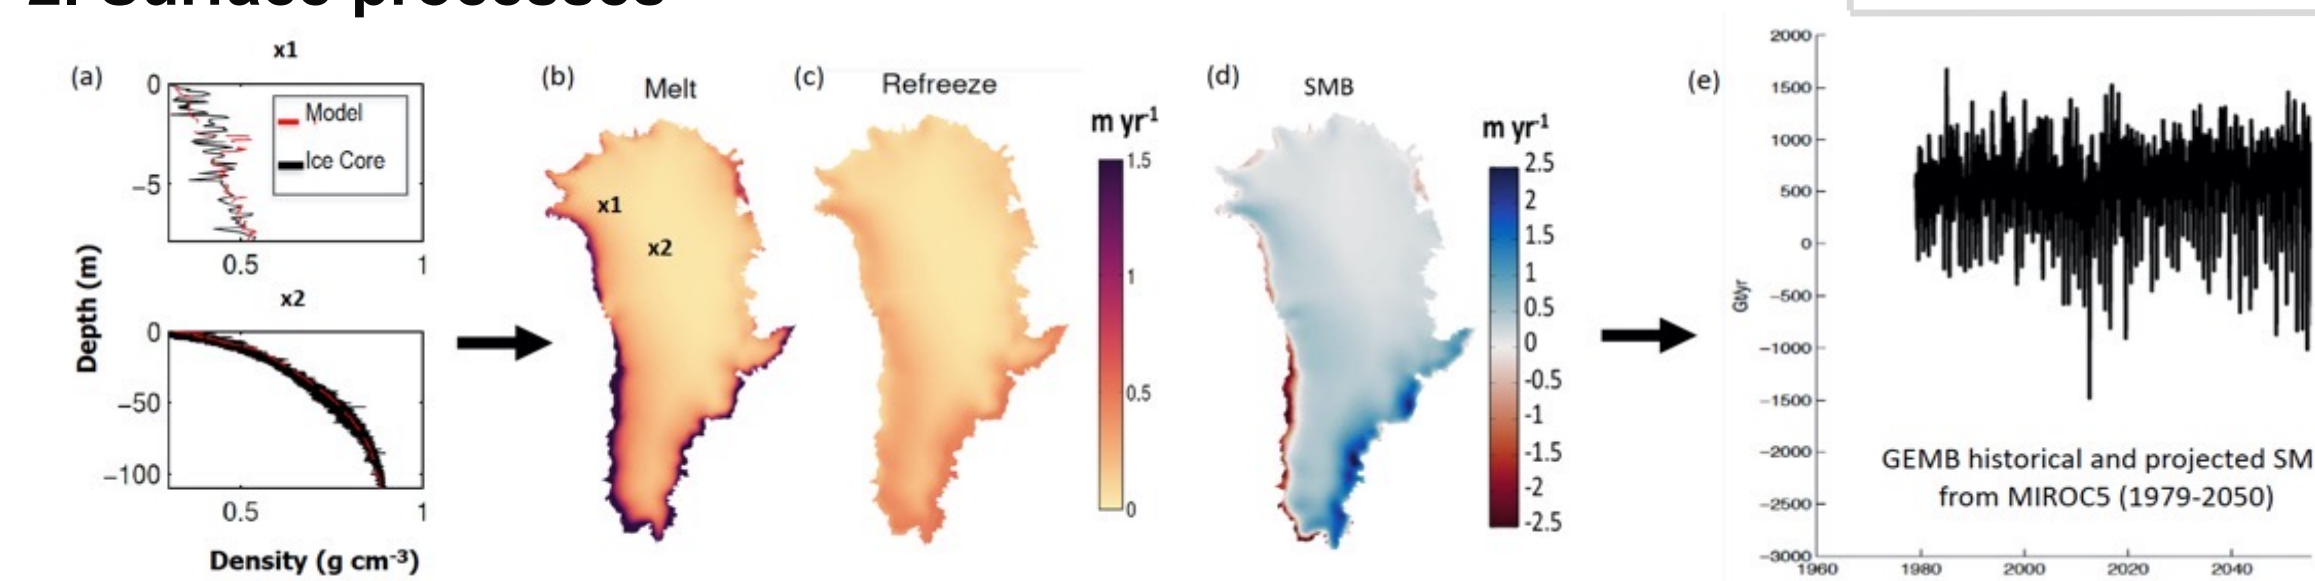 2. Surface processes
(a)
x1
0
−5
0.5
1
Model
Ice Core
x2
0
−50
−100
0.5
1
Depth (m)
Density (g cm-3)
(b)
Melt
x1
x2
(c)
Refreeze
m yr-1
1.5
1
0.5
0
(d)
SMB
m yr-1
2.5
2
1.5
1
0.5
0
-0.5
-1
-1.5
-2
-2.5
(e)
2000
1500
1000
500
0
−500
−1000
−1500
−2000
−2500
−3000
Gt/yr
1960
1980
2000
2020
2040
GEMB historical and projected SM
from MIROC5 (1979-2050)